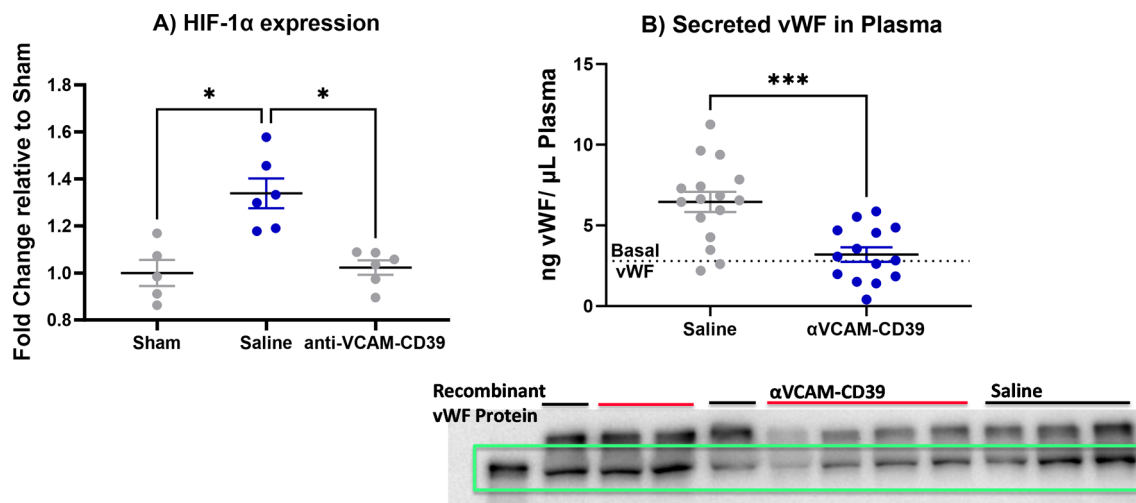 A) HIF-1α expression
Fold Change relative to Sham
1.8
1.6
1.4
1.2
1.0
0.8
*
*
Sham
Saline
anti-VCAM-CD39
B) Secreted vWF in Plasma
ng vWF/ µL Plasma
15
10
5
0
***
Basal
vWF
Saline
αVCAM-CD39
Recombinant
vWF Protein
αVCAM-CD39
Saline